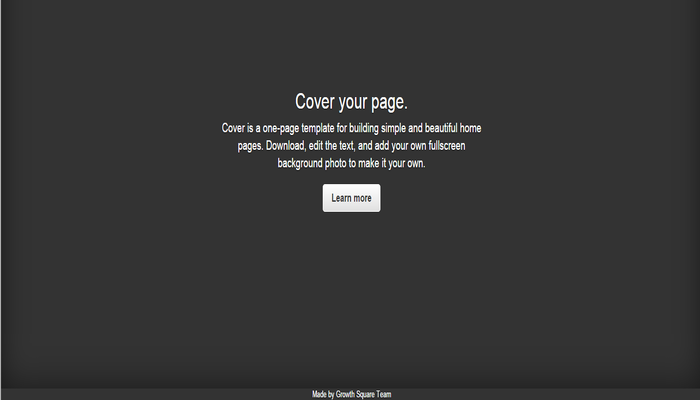 Cover your page.
Cover is a one-page template for building simple and beautiful home
pages. Download, edit the text, and add your own fullscreen
background photo to make it your own.
Learn more
Made by Growth Square Team